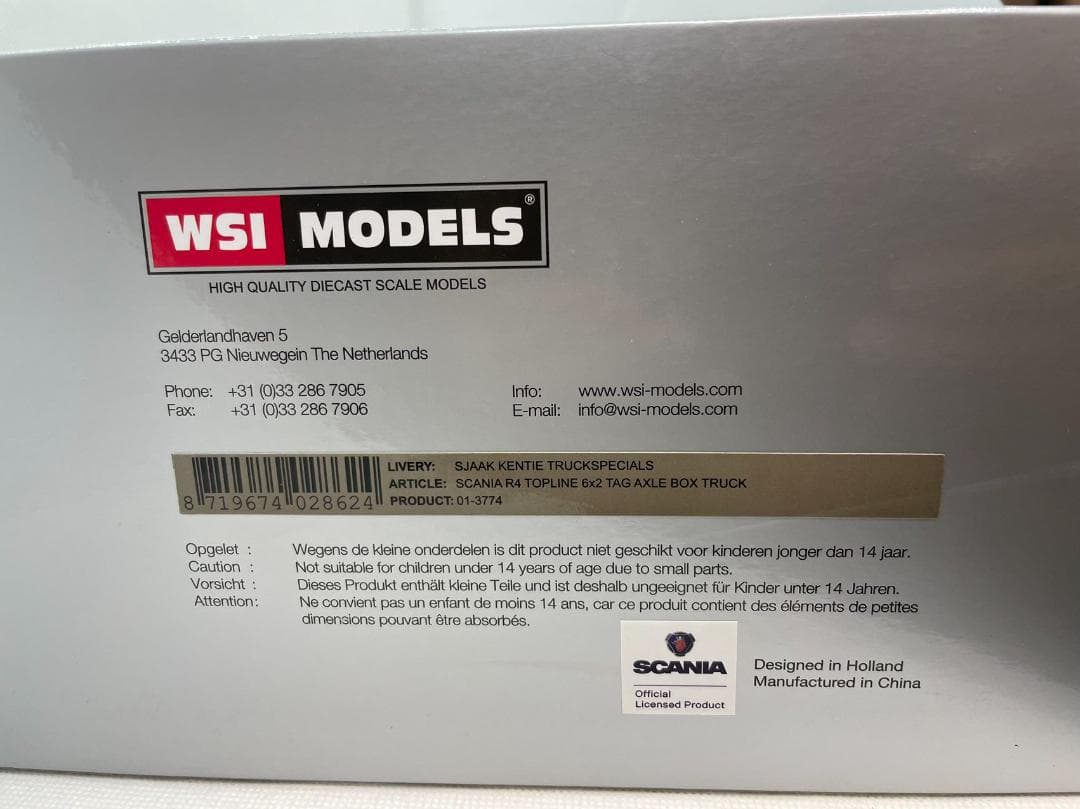 WSI MODELS®
HIGH QUALITY DIECAST SCALE MODELS
Gelderlandhaven 5
3433 PG Nieuwegein The Netherlands
Phone: +31 (0)33 286 7905
Fax: +31 (0)33 286 7906
Info: www.wsi-models.com
E-mail: info@wsi-models.com
8 719674 028624
LIVERY: SJAAK KENTIE TRUCKSPECIALS
ARTICLE: SCANIA R4 TOPLINE 6x2 TAG AXLE BOX TRUCK
PRODUCT: 01-3774
Opgelet : Wegens de kleine onderdelen is dit product niet geschikt voor kinderen jonger dan 14 jaar.
Caution : Not suitable for children under 14 years of age due to small parts.
Vorsicht : Dieses Produkt enthält kleine Teile und ist deshalb ungeeignet für Kinder unter 14 Jahren.
Attention: Ne convient pas un enfant de moins 14 ans, car ce produit contient des éléments de petites
dimensions pouvant être absorbés.
SCANIA
Official
Licensed Product
Designed in Holland
Manufactured in China